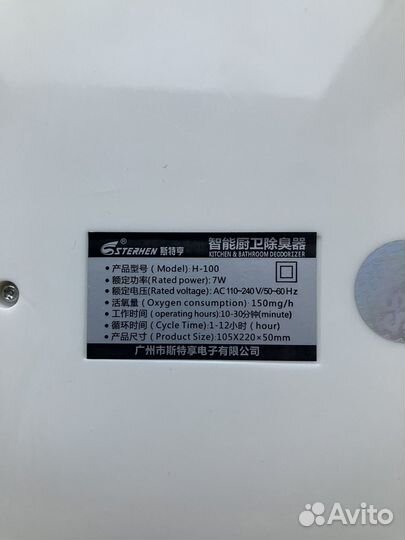 STERHEN® 斯特亨 智能厨卫除臭器
KITCHEN & BATHROOM DEODORIZER
• 产品型号 ( Model ) : H-100
• 额定功率 ( Rated power ) : 7W
• 额定电压 ( Rated voltage ) : AC 110~240 V/50~60 Hz
• 活氧量 ( Oxygen consumption ) : 150mg/h
• 工作时间 ( operating hours ) :10-30分钟 (minute)
• 循环时间 ( Cycle Time ) :1-12小时 ( hour)
• 产品尺寸 ( Product Size) :105X220×50mm
广州市斯特享电子有限公司
Avito